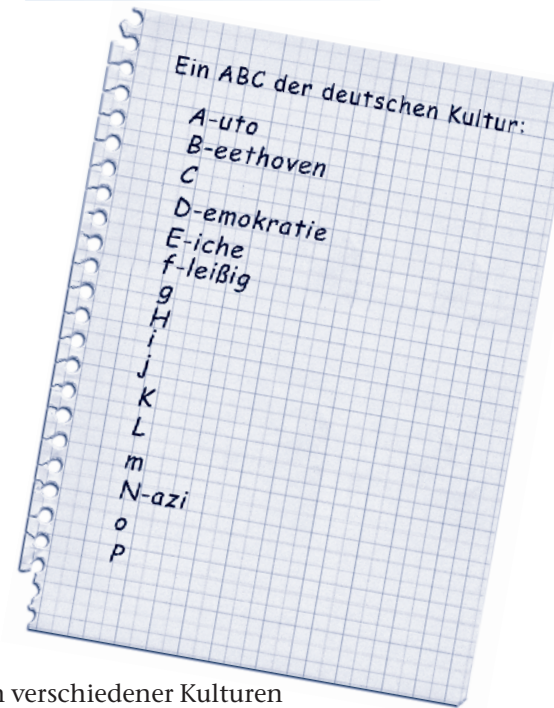 Ein ABC der deutschen Kultur:
A-uto
B-eethoven
C
D-emokratie
E-iche
f-leißig
g
H
i
j
K
L
m
N-azi
o
P
verschiedener Kulturen